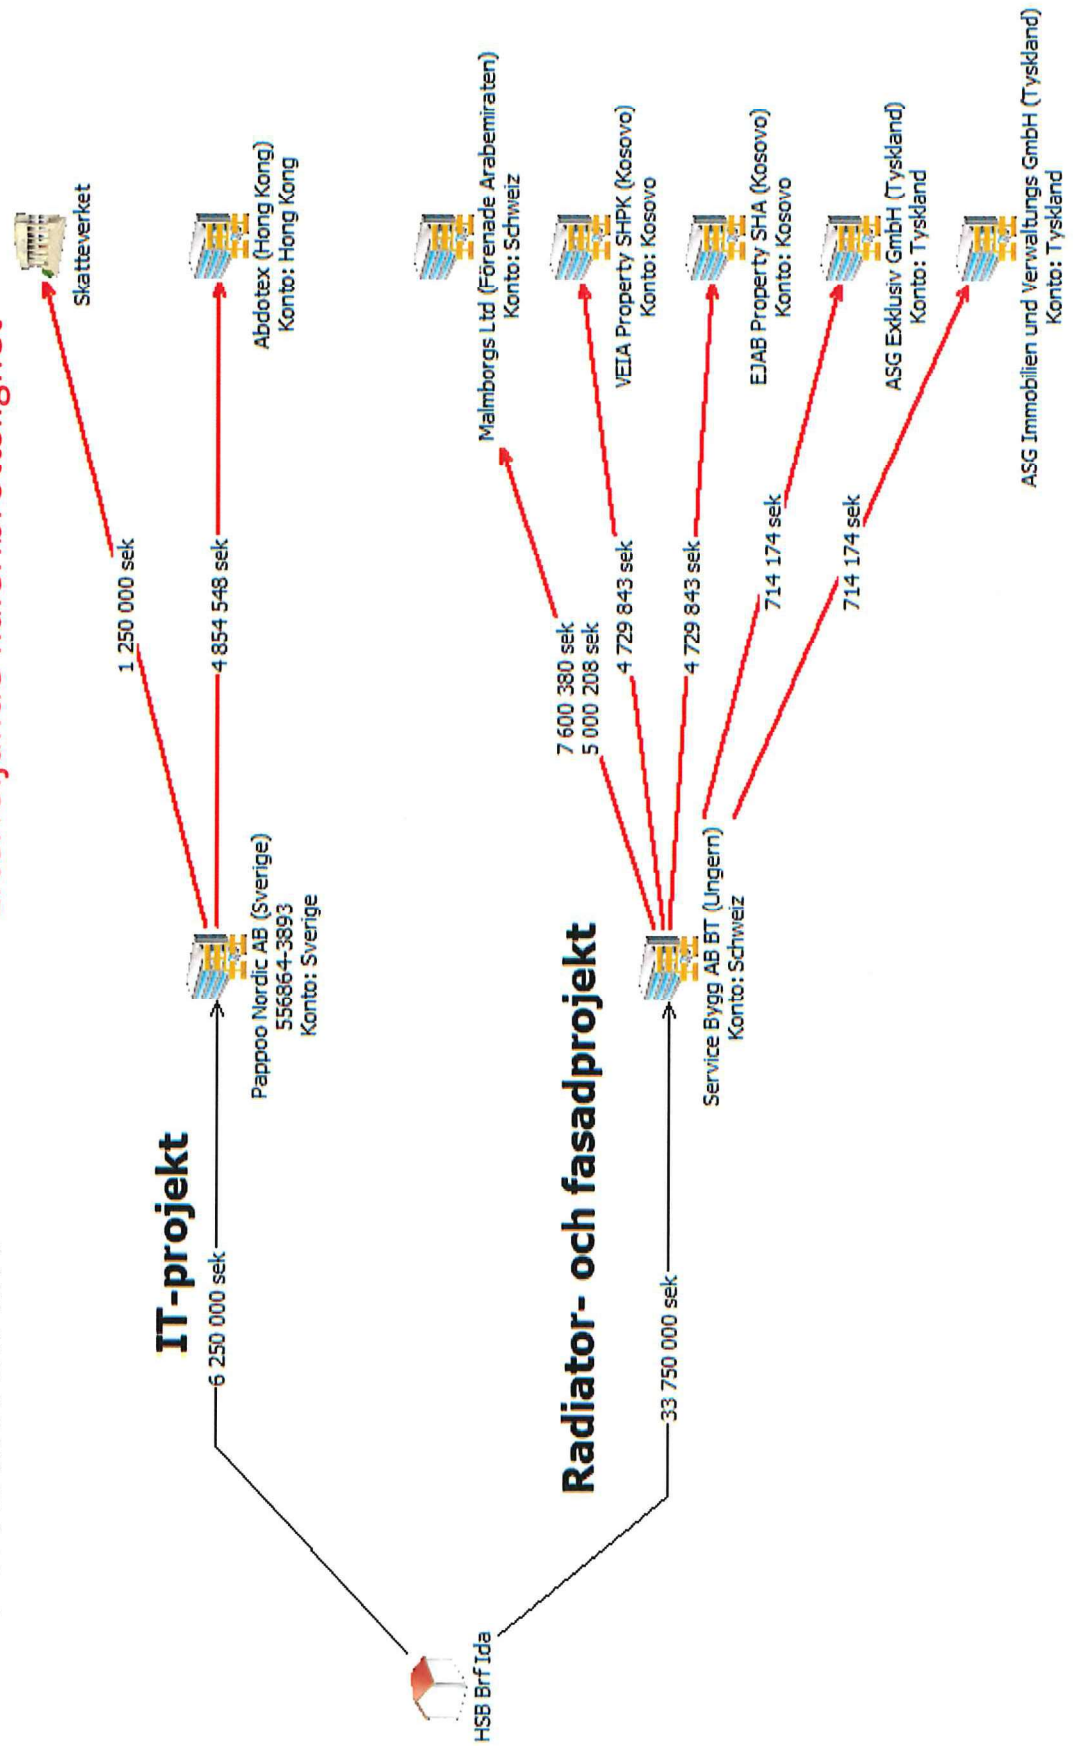 IT-projekt
6 250 000 sek
Pappoo Nordic AB (Sverige)
556864-3893
Konto: Sverige
1 250 000 sek
Skatteverket
4 854 548 sek
Abdotex (Hong Kong)
Konto: Hong Kong
HSB Brf Ida
Radiator- och fasadprojekt
33 750 000 sek
Service Bygg AB BT (Ungern)
Konto: Schweiz
7 600 380 sek
5 000 208 sek
Malmborgs Ltd (Förenade Arabemiraten)
Konto: Schweiz
4 729 843 sek
VEIA Property SHPK (Kosovo)
Konto: Kosovo
4 729 843 sek
EJAB Property SHA (Kosovo)
Konto: Kosovo
714 174 sek
ASG Exklusiv GmbH (Tyskland)
Konto: Tyskland
714 174 sek
ASG Immobilien und Verwaltungs GmbH (Tyskland)
Konto: Tyskland